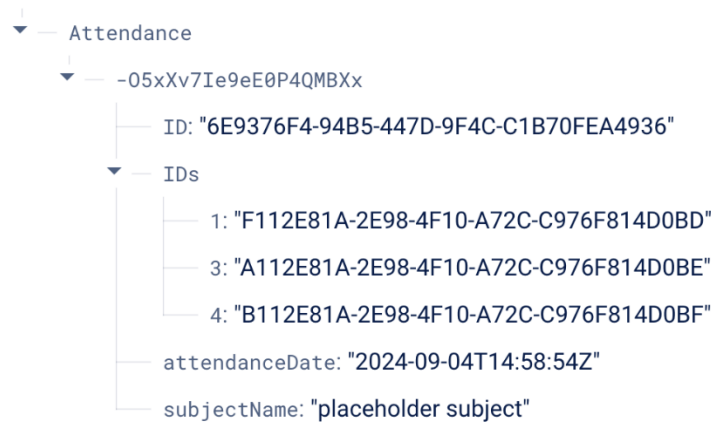 Attendance
-O5xXv7Ie9eE0P4QMBXx
ID: "6E9376F4-94B5-447D-9F4C-C1B70FEA4936"
IDs
1: "F112E81A-2E98-4F10-A72C-C976F814D0BD"
3: "A112E81A-2E98-4F10-A72C-C976F814D0BE"
4: "B112E81A-2E98-4F10-A72C-C976F814D0BF"
attendanceDate: "2024-09-04T14:58:54Z"
subjectName: "placeholder subject"